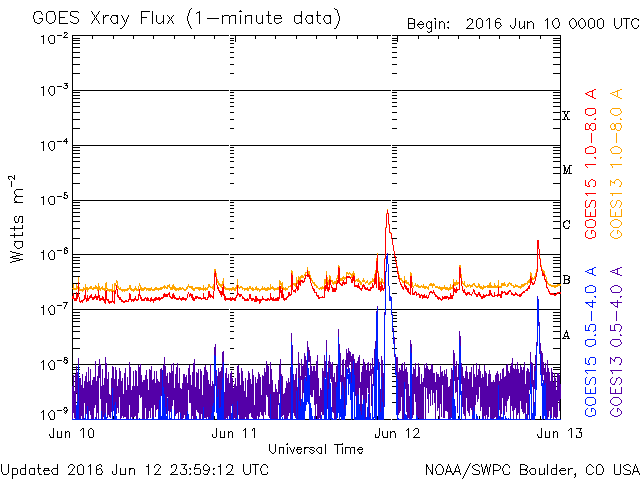 GOES Xray Flux (1-minute data)
Begin: 2016 Jun 10 0000 UTC
10⁻²
10⁻³
10⁻⁴
10⁻⁵
10⁻⁶
10⁻⁷
10⁻⁸
10⁻⁹
Watts m⁻²
X
M
C
B
A
GOES15 1.0-8.0 A
GOES13 1.0-8.0 A
GOES15 0.5-4.0 A
GOES13 0.5-4.0 A
Jun 10 Jun 11 Jun 12 Jun 13
Universal Time
Updated 2016 Jun 12 23:59:12 UTC
NOAA/SWPC Boulder, CO USA